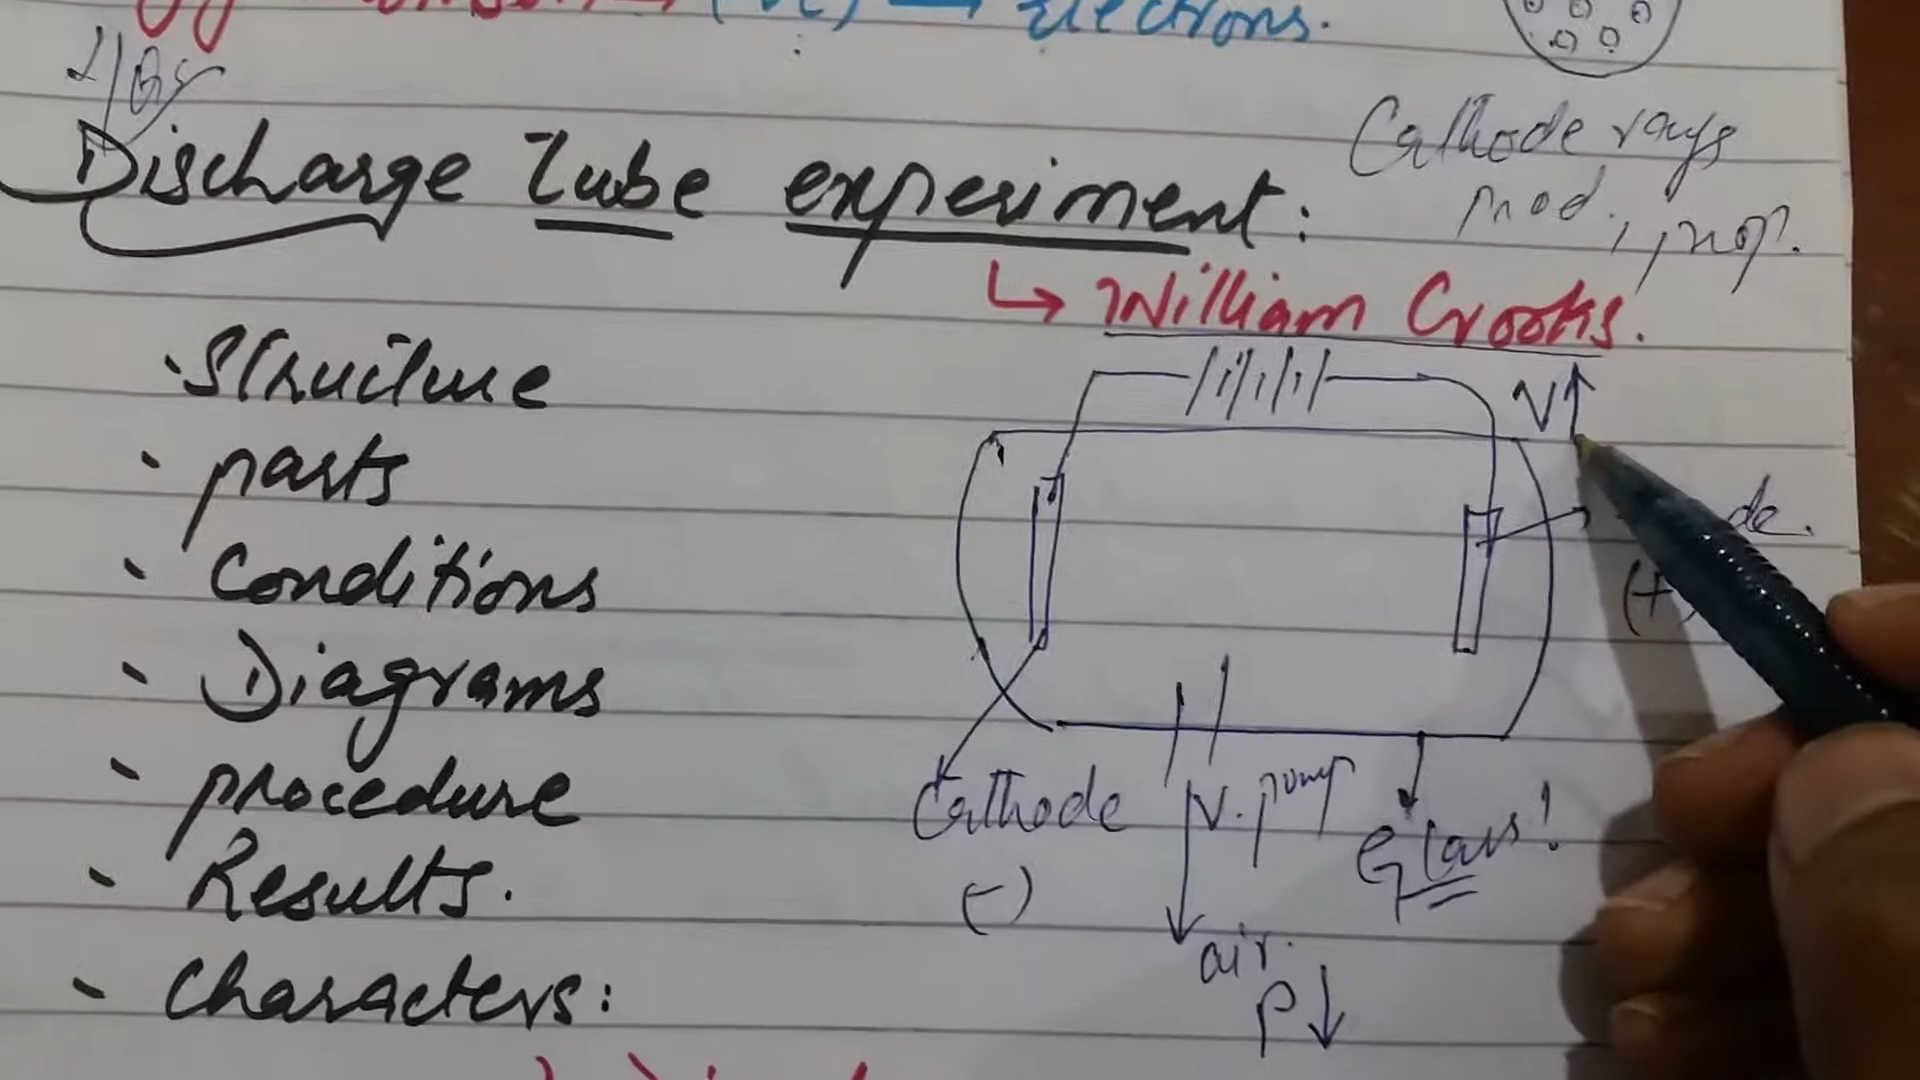 Electrons.
Discharge Tube experiment:
Cathode rays
prod., prop.
↳ William Crooks.
· Structure
· parts
· Conditions
· Diagrams
· procedure
· Results.
· Characters:
V↑
de.
(+)
Cathode
(-)
V. pump
Glass!
air.
P↓